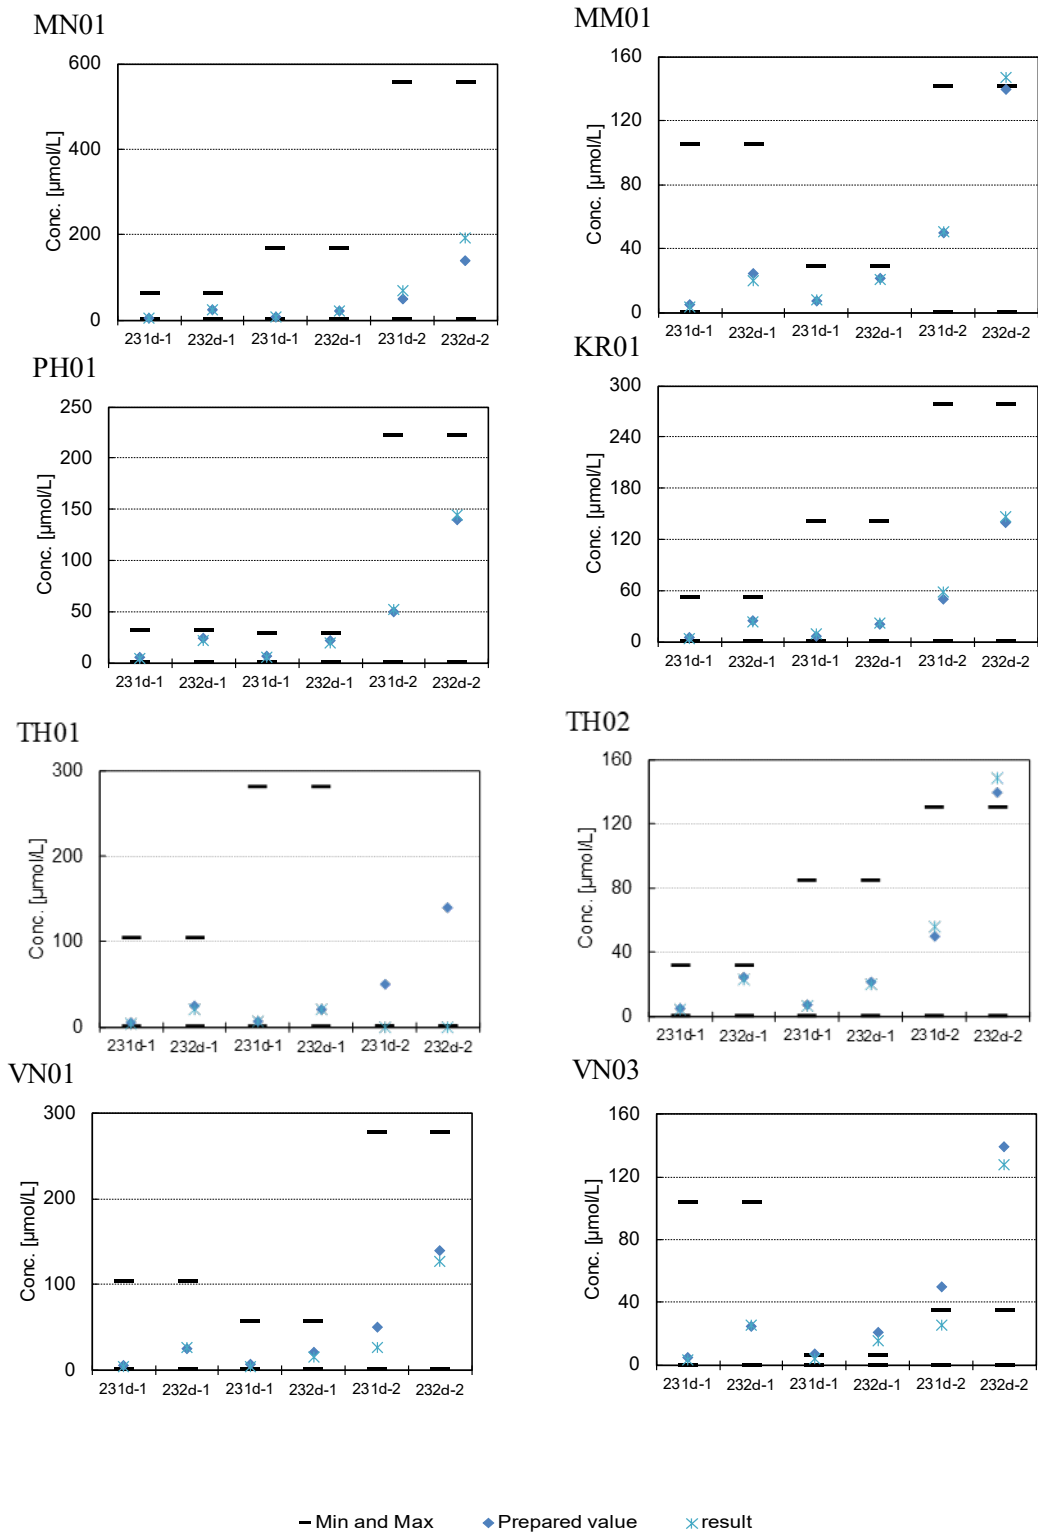 MN01
600
400
200
0
Conc. [µmol/L]
231d-1 232d-1 231d-1 232d-1 231d-2 232d-2
MM01
160
120
80
40
0
Conc. [µmol/L]
231d-1 232d-1 231d-1 232d-1 231d-2 232d-2
PH01
250
200
150
100
50
0
Conc. [µmol/L]
231d-1 232d-1 231d-1 232d-1 231d-2 232d-2
KR01
300
240
180
120
60
0
Conc. [µmol/L]
231d-1 232d-1 231d-1 232d-1 231d-2 232d-2
TH01
300
200
100
0
Conc. [µmol/L]
231d-1 232d-1 231d-1 232d-1 231d-2 232d-2
TH02
160
120
80
40
0
Conc. [µmol/L]
231d-1 232d-1 231d-1 232d-1 231d-2 232d-2
VN01
300
200
100
0
Conc. [µmol/L]
231d-1 232d-1 231d-1 232d-1 231d-2 232d-2
VN03
160
120
80
40
0
Conc. [µmol/L]
231d-1 232d-1 231d-1 232d-1 231d-2 232d-2
Min and Max Prepared value result